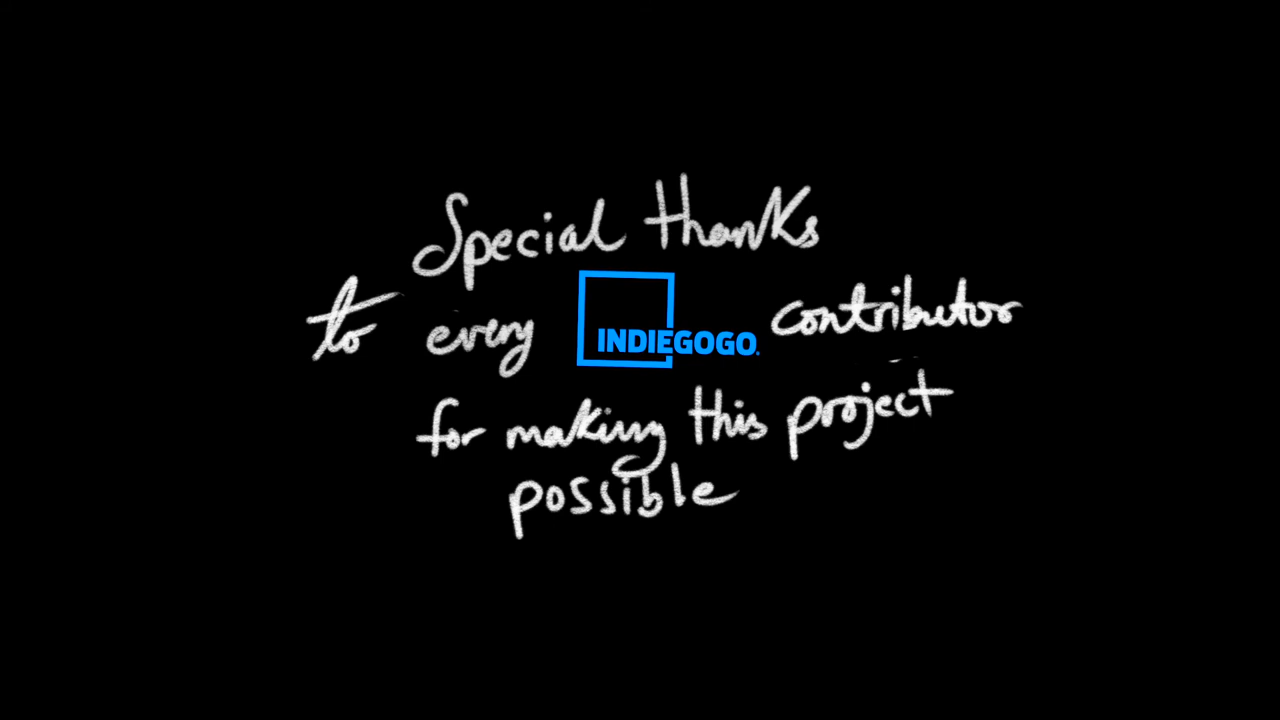 Special thanks
to every INDIEGOGO. contributor
for making this project
possible